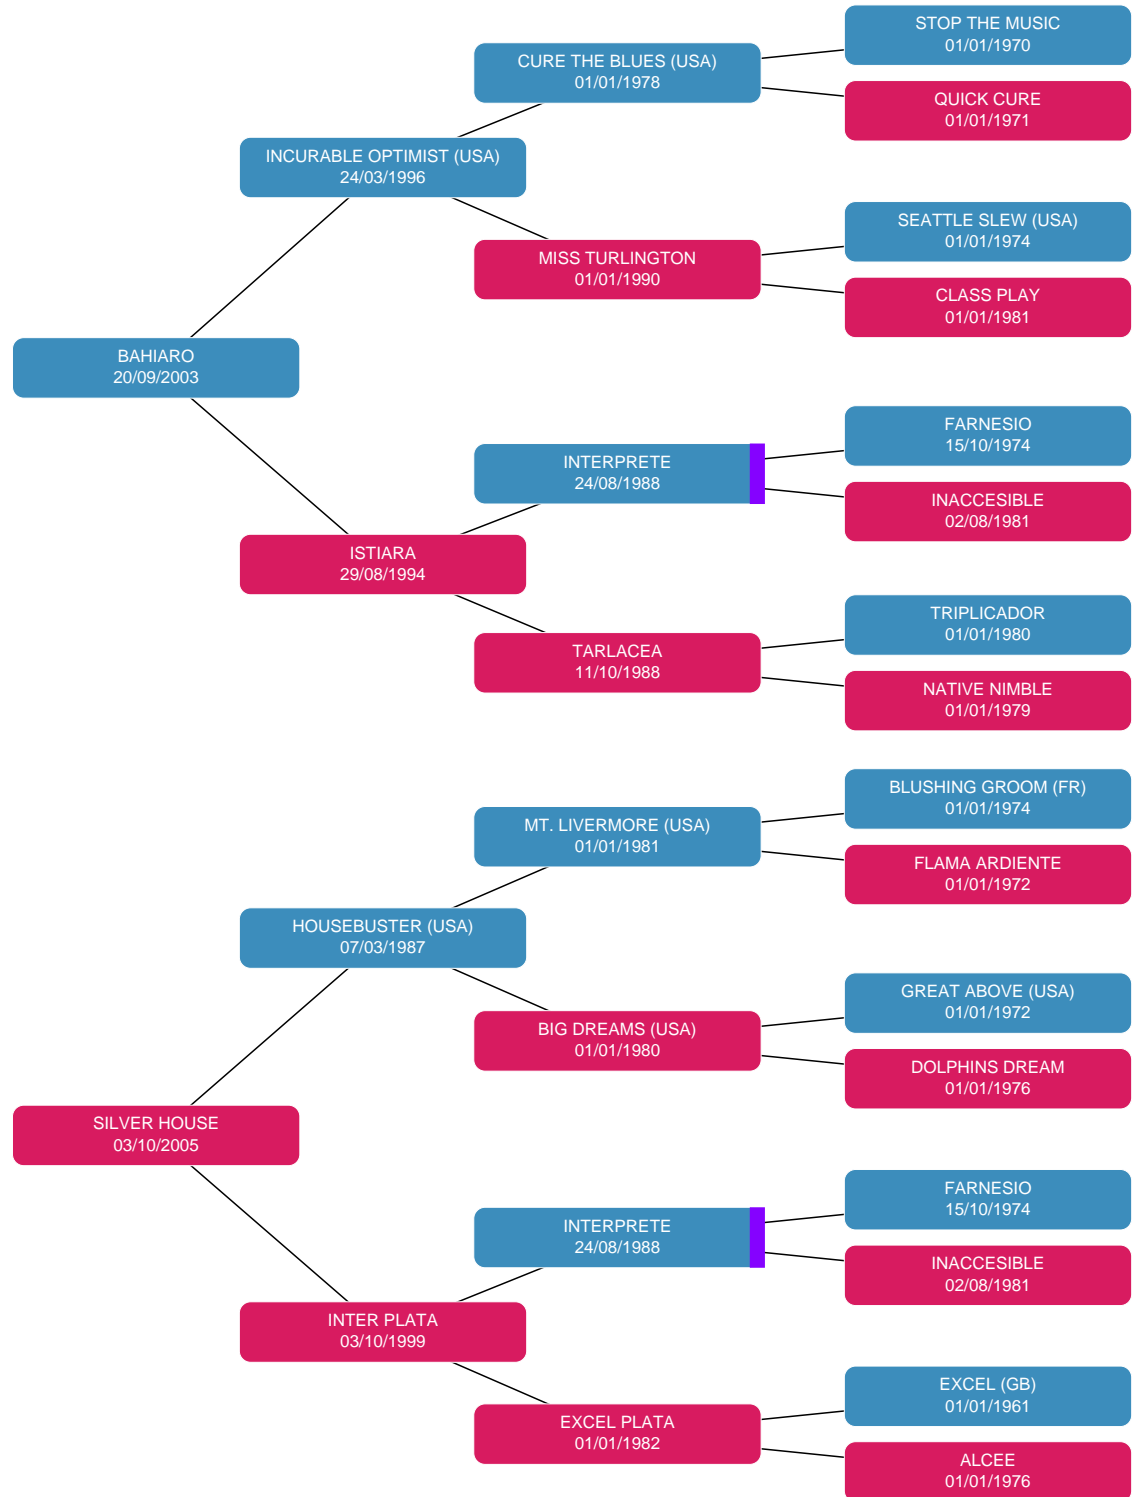 STOP THE MUSIC
01/01/1970
CURE THE BLUES (USA)
01/01/1978
QUICK CURE
01/01/1971
INCURABLE OPTIMIST (USA)
24/03/1996
SEATTLE SLEW (USA)
01/01/1974
MISS TURLINGTON
01/01/1990
CLASS PLAY
01/01/1981
BAHIARO
20/09/2003
FARNESIO
15/10/1974
INTERPRETE
24/08/1988
INACCESIBLE
02/08/1981
ISTIARA
29/08/1994
TRIPLICADOR
01/01/1980
TARLACEA
11/10/1988
NATIVE NIMBLE
01/01/1979
BLUSHING GROOM (FR)
01/01/1974
MT. LIVERMORE (USA)
01/01/1981
FLAMA ARDIENTE
01/01/1972
HOUSEBUSTER (USA)
07/03/1987
GREAT ABOVE (USA)
01/01/1972
BIG DREAMS (USA)
01/01/1980
DOLPHINS DREAM
01/01/1976
SILVER HOUSE
03/10/2005
FARNESIO
15/10/1974
INTERPRETE
24/08/1988
INACCESIBLE
02/08/1981
INTER PLATA
03/10/1999
EXCEL (GB)
01/01/1961
EXCEL PLATA
01/01/1982
ALCEE
01/01/1976